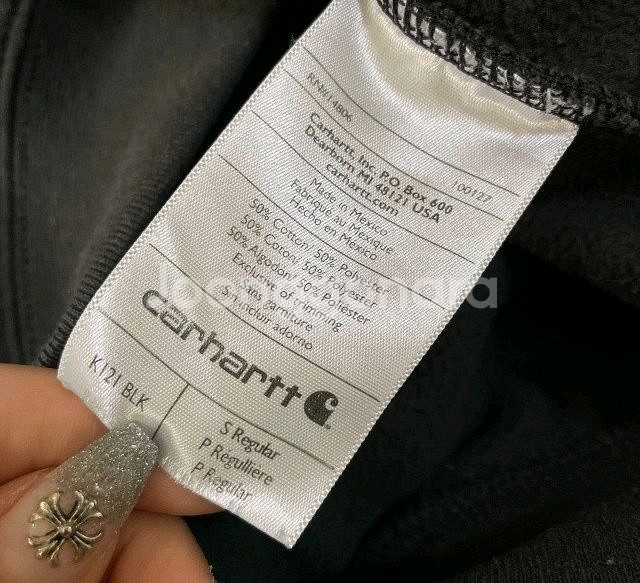 RN#14806
100127
Carhartt, Inc. P.O. Box 600
Dearborn MI 48121 USA
carhartt.com
Made in Mexico
Fabriqué au Mexique
Hecho en Mexico
50% Cotton/ 50% Polyester
50% Coton/ 50% Polyester
50% Algodon/ 50% Polyester
Exclusive of trimming
Sans garniture
Sin incluir adorno
carhartt
K121 BLK
S Regular
P Regulliere
P Regular